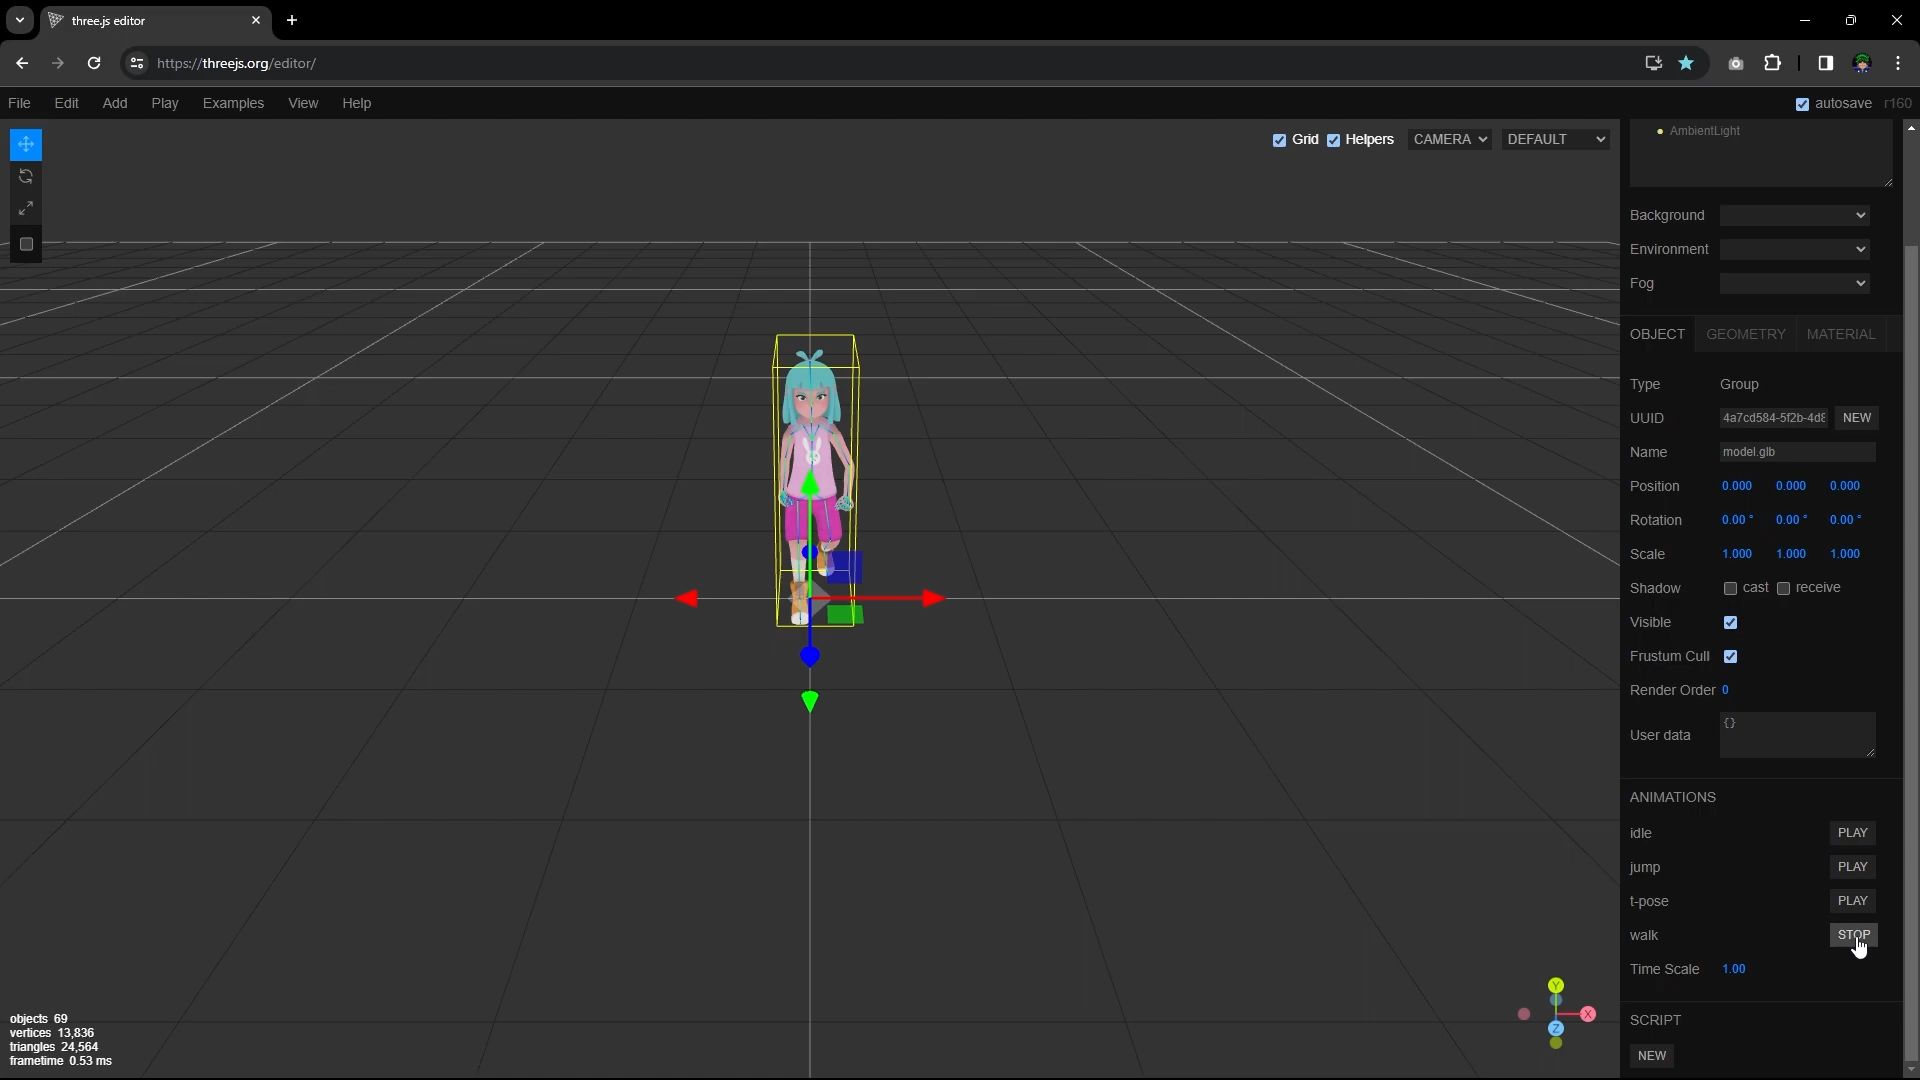 three.js editor
https://threejs.org/editor/
File Edit Add Play Examples View Help autosave r160
Grid Helpers CAMERA DEFAULT
AmbientLight
Background
Environment
Fog
OBJECT GEOMETRY MATERIAL
Type Group
UUID 4a7cd584-5f2b-4d8 NEW
Name model.glb
Position 0.000 0.000 0.000
Rotation 0.00 ° 0.00 ° 0.00 °
Scale 1.000 1.000 1.000
Shadow cast receive
Visible
Frustum Cull
Render Order 0
User data {}
ANIMATIONS
idle PLAY
jump PLAY
t-pose PLAY
walk STOP
Time Scale 1.00
SCRIPT
NEW
Y
X
Z
objects 69
vertices 13,836
triangles 24,564
frametime 0.53 ms